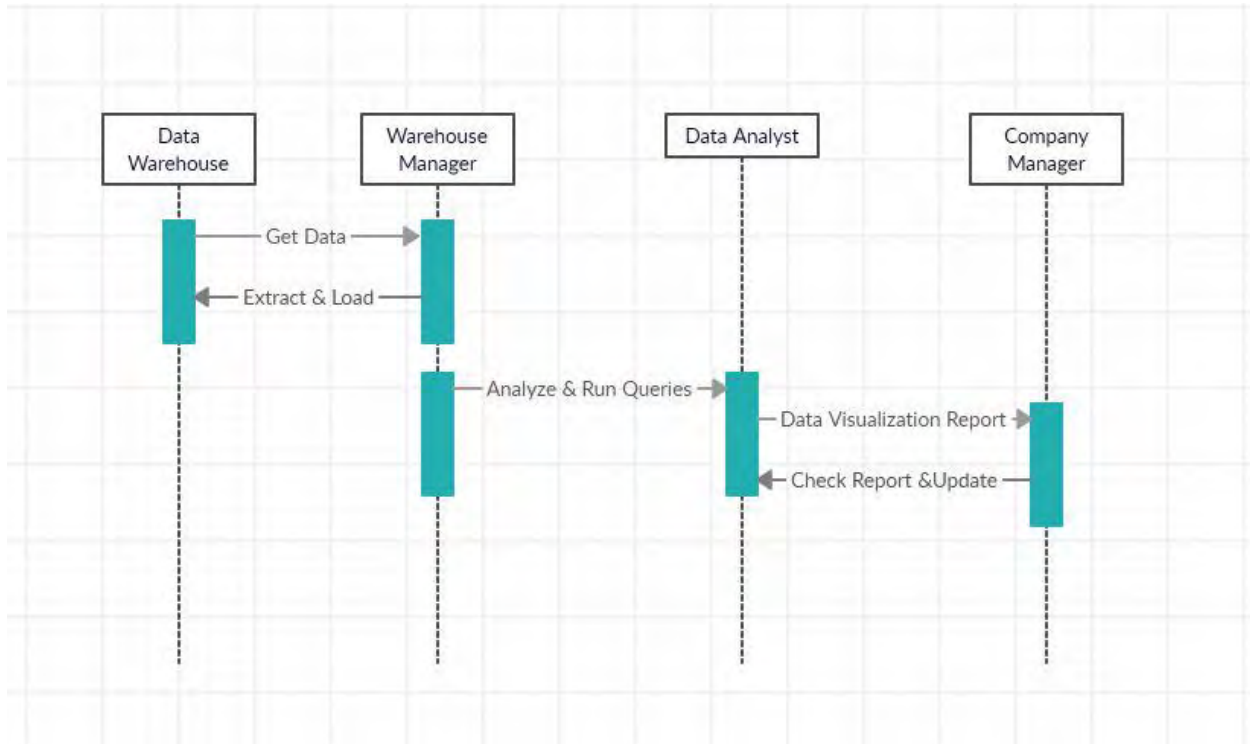 Data
Warehouse
Warehouse
Manager
Data Analyst
Company
Manager
Get Data
Extract & Load
Analyze & Run Queries
Data Visualization Report
Check Report &Update